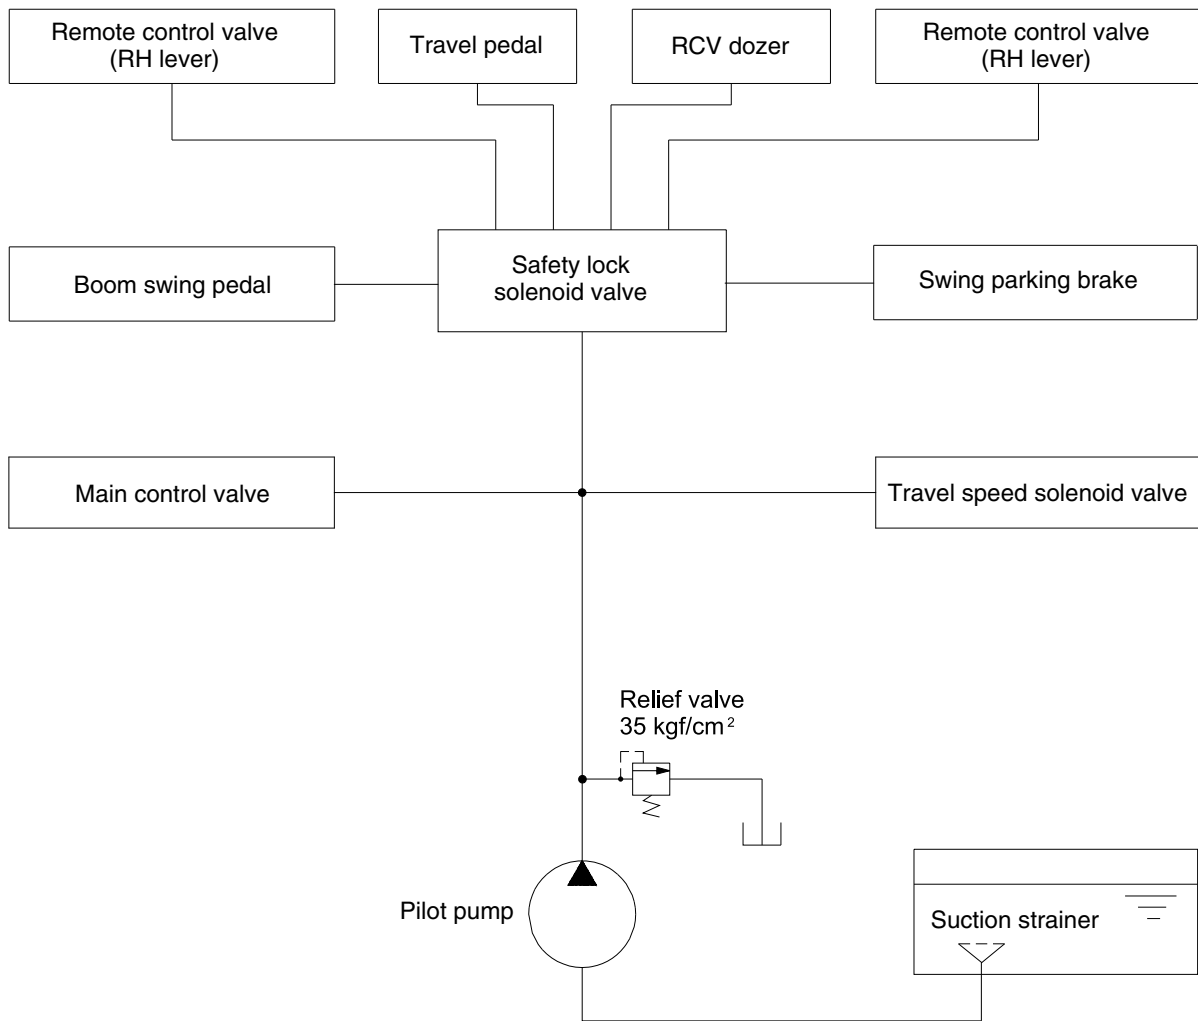 Remote control valve
(RH lever)
Travel pedal
RCV dozer
Remote control valve
(RH lever)
Boom swing pedal
Safety lock
solenoid valve
Swing parking brake
Main control valve
Travel speed solenoid valve
Relief valve
35 kgf/cm²
Pilot pump
Suction strainer